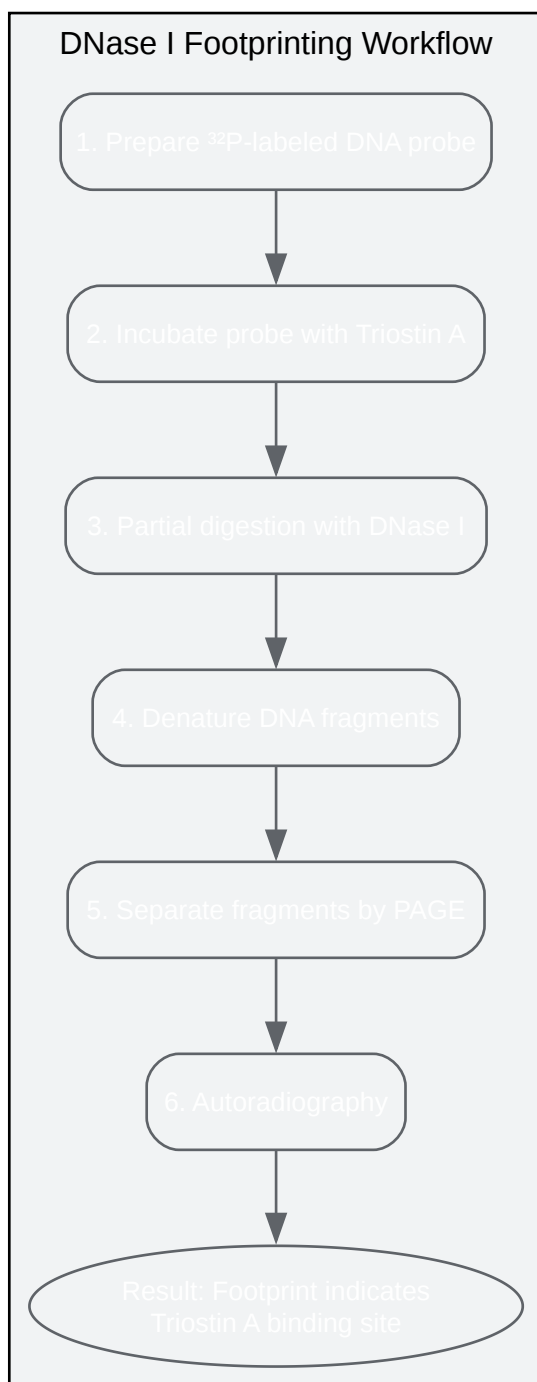 DNase I Footprinting Workflow
1. Prepare ³²P-labeled DNA probe
2. Incubate probe with Triostin A
3. Partial digestion with DNase I
4. Denature DNA fragments
5. Separate fragments by PAGE
6. Autoradiography
Result: Footprint indicates
Triostin A binding site